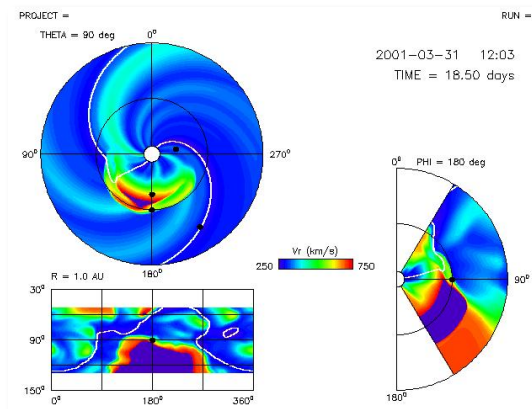 PROJECT =
RUN =
THETA = 90 deg
0°
90°
270°
180°
2001-03-31 12:03
TIME = 18.50 days
PHI = 180 deg
0°
90°
180°
Vr (km/s)
250
750
R = 1.0 AU
30°
90°
150°
0°
180°
360°